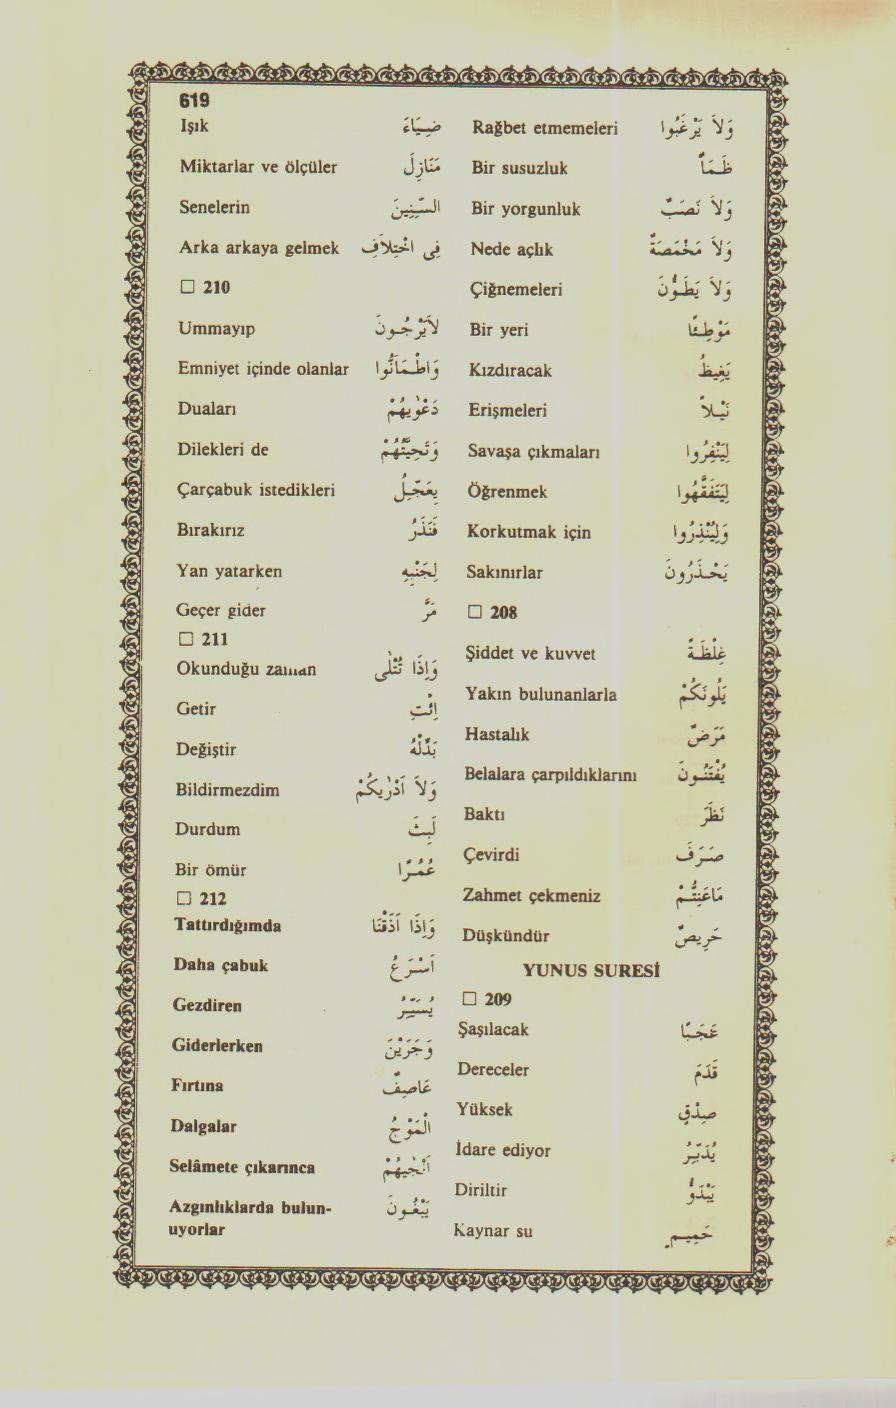 619
Rağbet etmemeleri وَلَا يَرْغَبُوا
Bir susuzluk ظَمَأٌ
Bir yorgunluk وَلَا نَصَبٌ
Nede açlık وَلَا مَخْمَصَةٌ
Çiğnemeleri وَلَا يَطَؤُنَ
Bir yeri مَوْطِئًا
Kızdıracak يَغِيظُ
Erişmeleri نَيْلاً
Savaşa çıkmaları لِيَنْفِرُوا
Öğrenmek لِيَتَفَقَّهُوا
Korkutmak için وَلِيُنْذِرُوا
Sakınırlar يَحْذَرُونَ
□ 208
Şiddet ve kuvvet غِلْظَةً
Yakın bulunanlarla يَلُونَكُمْ
Hastalık مَرَضٌ
Belalara çarpıldıklarını يُفْتَنُونَ
Baktı نَظَرَ
Çevirdi صَرَفَ
Zahmet çekmeniz مَاعَنِتُّمْ
Düşkündür حَرِيصٌ
YUNUS SURESİ
□ 209
Şaşılacak عَجَبًا
Dereceler قَدَمَ
Yüksek صِدْقٍ
İdare ediyor يُدَبِّرُ
Diriltir يَبْدَؤُا
Kaynar su حَمِيمٍ
Işık ضِيَاءً
Miktarlar ve ölçüler مَنَازِلَ
Senelerin السِّنِينَ
Arka arkaya gelmek فِى اخْتِلاَفِ
□ 210
Ummayıp لاَيَرْجُونَ
Emniyet içinde olanlar وَاطْمَاَنُّوا
Duaları دَعْوٰيهُمْ
Dilekleri de وَتَحِيَّتُهُمْ
Çarçabuk istedikleri يُعَجِّلُ
Bırakırız فَنَذَرُ
Yan yatarken لِجَنْبِهِ
Geçer gider مَرَّ
□ 211
Okunduğu zaman وَاِذَا تُتْلٰى
Getir ائْتِ
Değiştir بَدِّلْهُ
Bildirmezdim وَلاَ اَدْرٰيكُمْ
Durdum لَبِثْتُ
Bir ömür عُمُرًا
□ 212
Tattırdığımda وَاِذَا اَذَقْنَا
Daha çabuk اَسْرَعُ
Gezdiren يُسَيِّرُ
Giderlerken وَجَرَيْنَ
Fırtına عَاصِفٌ
Dalgalar الْمَوْجُ
Selâmete çıkarınca اَنْجٰيهُمْ
Azgınlıklarda bulun- يَبْغُونَ
uyorlar